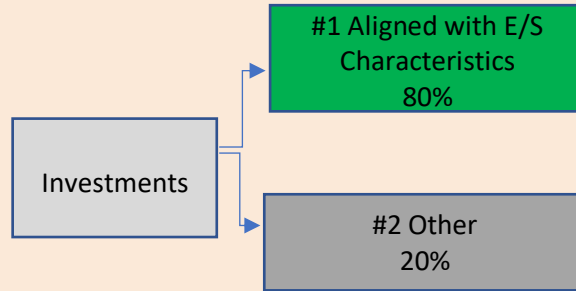 #1 Aligned with E/S
Characteristics
80%
Investments
#2 Other
20%